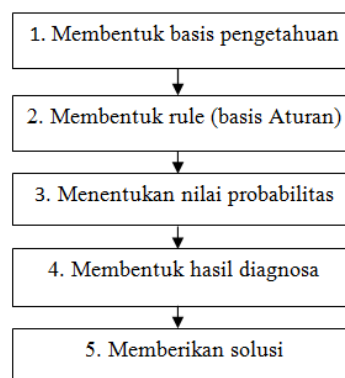 1. Membentuk basis pengetahuan
2. Membentuk rule (basis Aturan)
3. Menentukan nilai probabilitas
4. Membentuk hasil diagnosa
5. Memberikan solusi